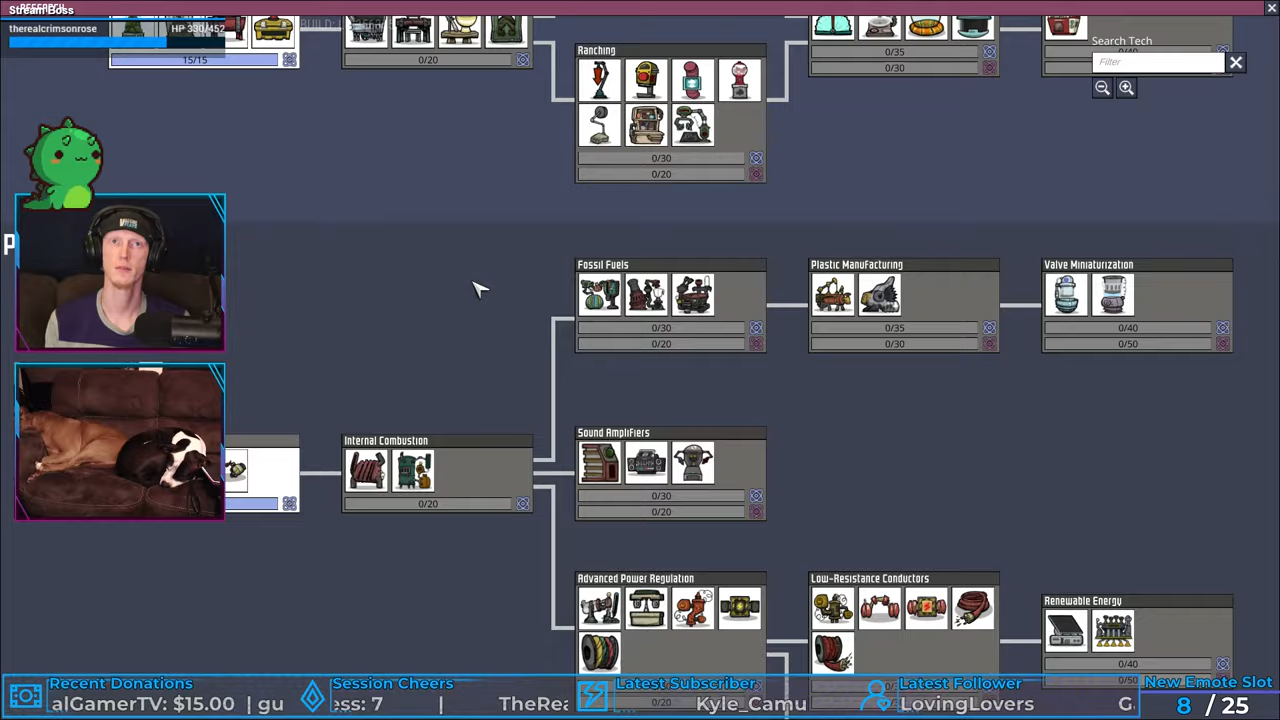 Stream Boss
therealcrimsonrose HP 330/452
15/15
0/20
Ranching
0/30
0/20
0/35
0/30
Search Tech
Filter
Fossil Fuels
0/30
0/20
Plastic Manufacturing
0/35
0/30
Valve Miniaturization
0/40
0/50
Internal Combustion
0/20
Sound Amplifiers
0/30
0/20
Advanced Power Regulation
Low-Resistance Conductors
Renewable Energy
0/40
Recent Donations
alGamerTV: $15.00 | gu
Session Cheers
ess: 7 | TheRea
Latest Subscriber
Kyle_Camu
Latest Follower
LovingLovers G
New Emote Slot
8 / 25